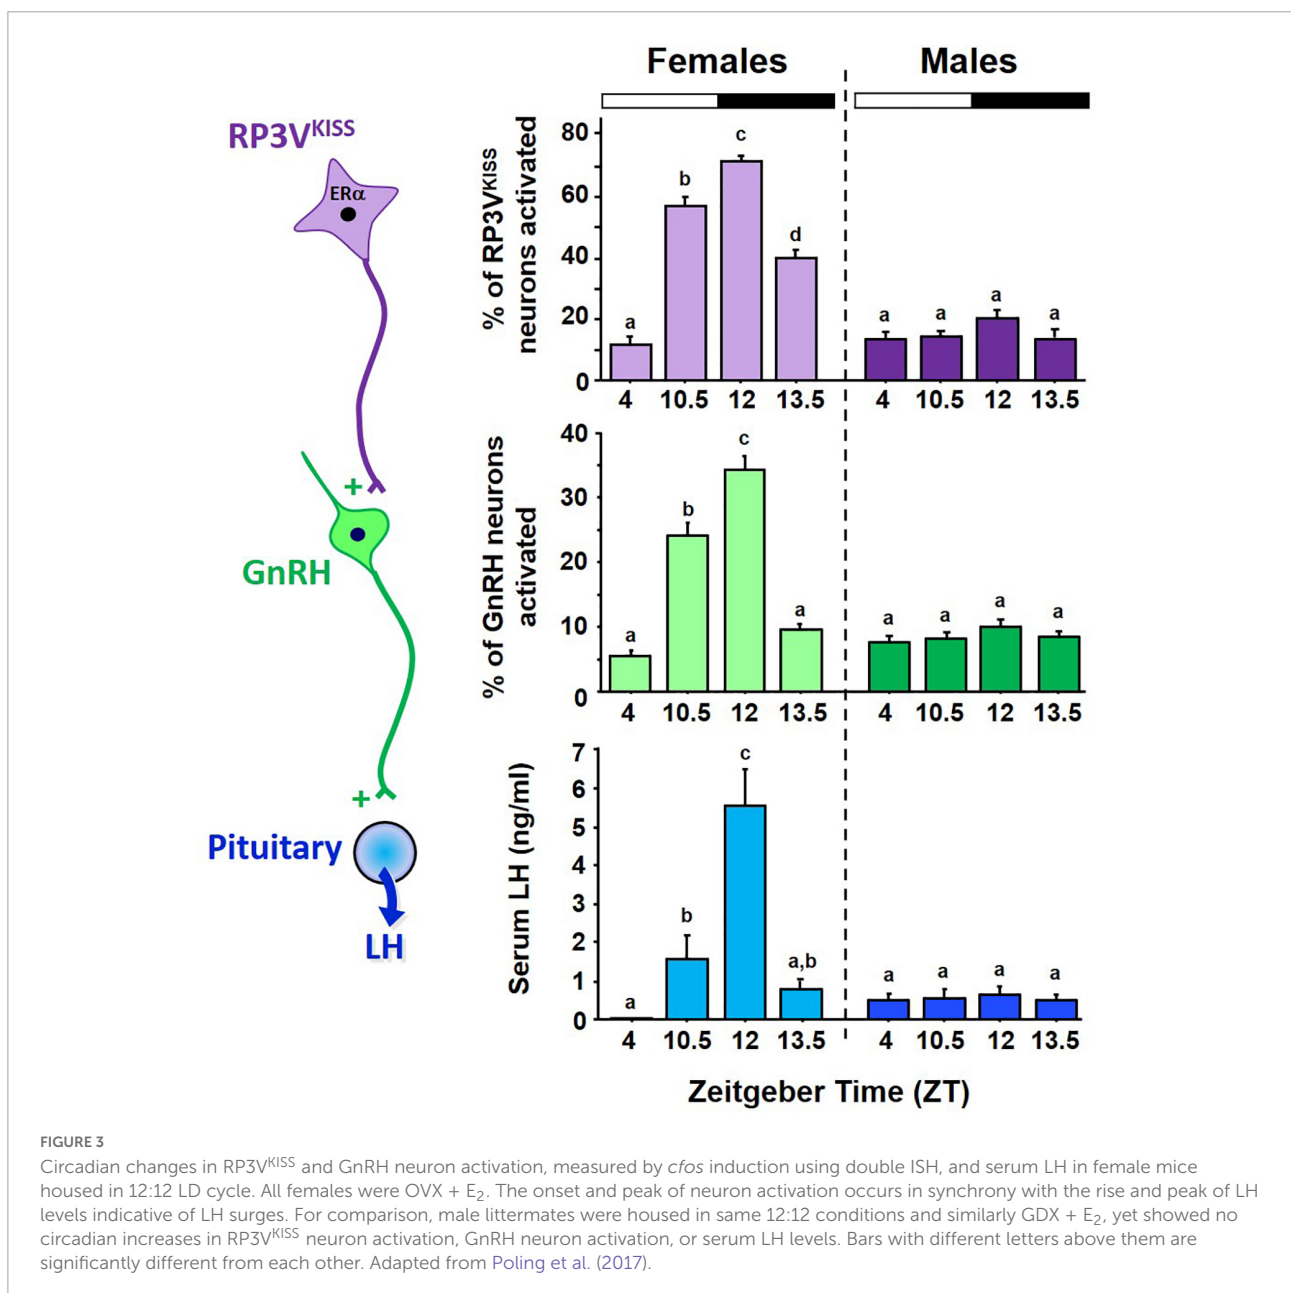 Females
Males
RP3VKISS
ERα
+
GnRH
+
Pituitary
LH
% of RP3VKISS
neurons activated
80
60
40
20
0
a
b
c
d
a
a
a
a
4 10.5 12 13.5
4 10.5 12 13.5
% of GnRH neurons
activated
40
30
20
10
0
a
b
c
a
a
a
a
a
4 10.5 12 13.5
4 10.5 12 13.5
Serum LH (ng/ml)
7
6
5
4
3
2
1
0
a
b
c
a,b
a
a
a
a
4 10.5 12 13.5
4 10.5 12 13.5
Zeitgeber Time (ZT)
FIGURE 3
Circadian changes in RP3VKISS and GnRH neuron activation, measured by cfos induction using double ISH, and serum LH in female mice
housed in 12:12 LD cycle. All females were OVX + E2. The onset and peak of neuron activation occurs in synchrony with the rise and peak of LH
levels indicative of LH surges. For comparison, male littermates were housed in same 12:12 conditions and similarly GDX + E2, yet showed no
circadian increases in RP3VKISS neuron activation, GnRH neuron activation, or serum LH levels. Bars with different letters above them are
significantly different from each other. Adapted from Poling et al. (2017).